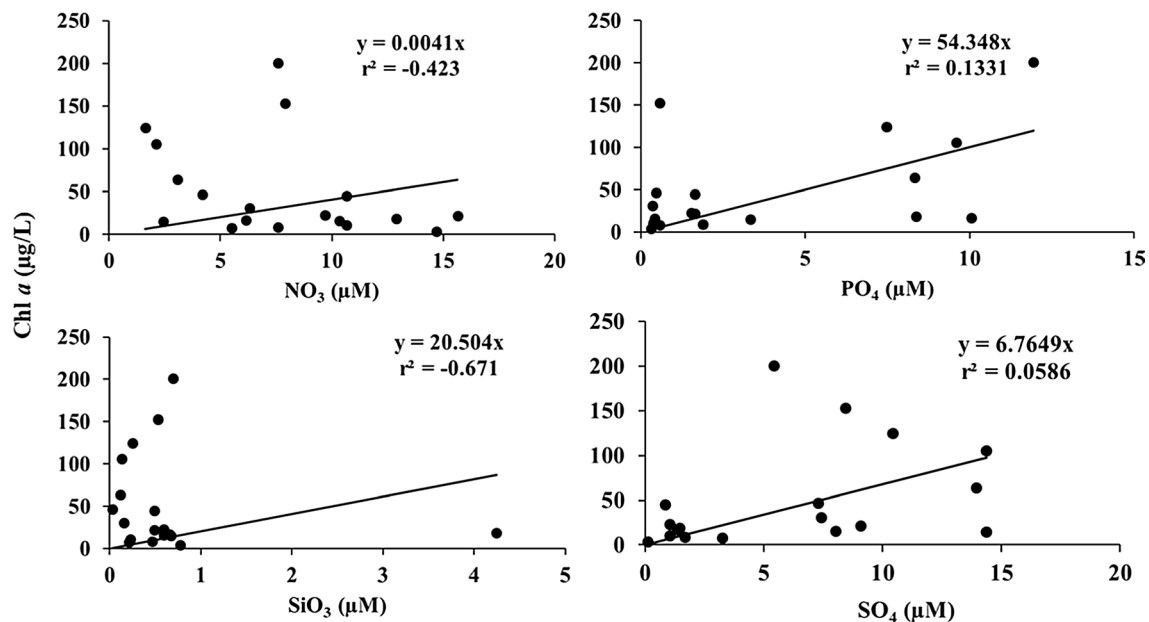 Chl a (µg/L)
250
200
150
100
50
0
y = 0.0041x
r² = -0.423
0 5 10 15 20
NO₃ (µM)
250
200
150
100
50
0
y = 54.348x
r² = 0.1331
0 5 10 15
PO₄ (µM)
250
200
150
100
50
0
y = 20.504x
r² = -0.671
0 1 2 3 4 5
SiO₃ (µM)
250
200
150
100
50
0
y = 6.7649x
r² = 0.0586
0 5 10 15 20
SO₄ (µM)